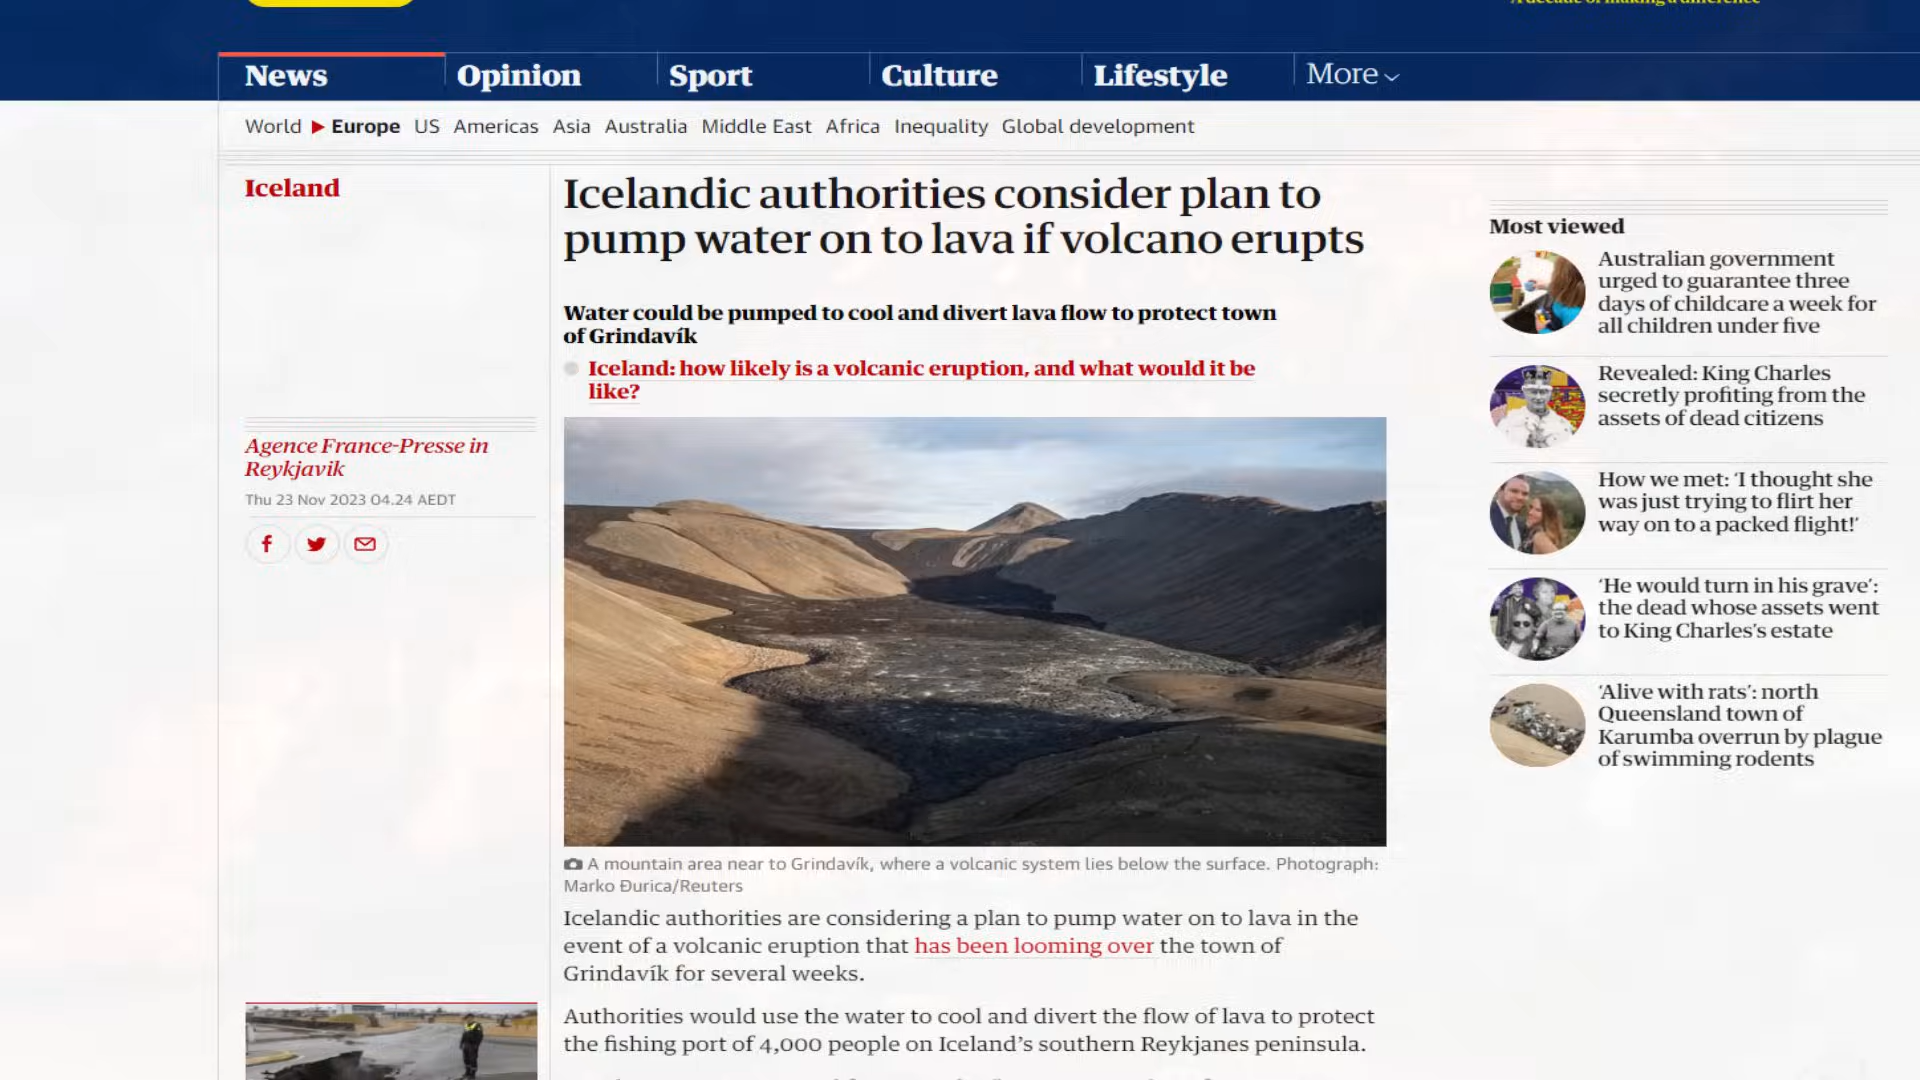 A decade of making a difference
News
Opinion
Sport
Culture
Lifestyle
More
World
Europe
US
Americas
Asia
Australia
Middle East
Africa
Inequality
Global development
Iceland
Icelandic authorities consider plan to
pump water on to lava if volcano erupts
Water could be pumped to cool and divert lava flow to protect town
of Grindavík
Iceland: how likely is a volcanic eruption, and what would it be
like?
Agence France-Presse in
Reykjavik
Thu 23 Nov 2023 04.24 AEDT
A mountain area near to Grindavík, where a volcanic system lies below the surface. Photograph:
Marko Đurica/Reuters
Icelandic authorities are considering a plan to pump water on to lava in the
event of a volcanic eruption that has been looming over the town of
Grindavík for several weeks.
Authorities would use the water to cool and divert the flow of lava to protect
the fishing port of 4,000 people on Iceland’s southern Reykjanes peninsula.
Most viewed
Australian government
urged to guarantee three
days of childcare a week for
all children under five
Revealed: King Charles
secretly profiting from the
assets of dead citizens
How we met: ‘I thought she
was just trying to flirt her
way on to a packed flight!’
‘He would turn in his grave’:
the dead whose assets went
to King Charles’s estate
‘Alive with rats’: north
Queensland town of
Karumba overrun by plague
of swimming rodents